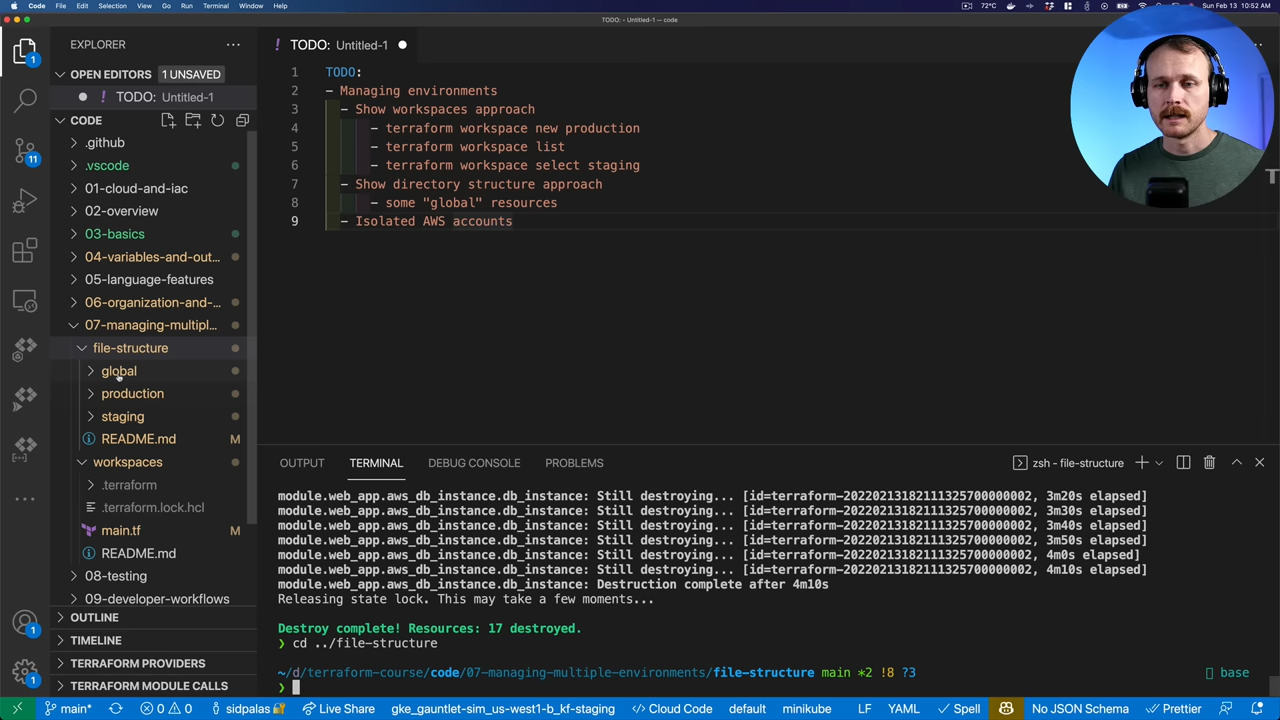 Code File Edit Selection View Go Run Terminal Window Help
72°C
Sun Feb 13 10:52 AM
TODO: • Untitled-1 — code
EXPLORER
TODO: Untitled-1
OPEN EDITORS 1 UNSAVED
TODO: Untitled-1
CODE
.github
.vscode
01-cloud-and-iac
02-overview
03-basics
04-variables-and-out...
05-language-features
06-organization-and-...
07-managing-multipl...
file-structure
global
production
staging
README.md M
workspaces
.terraform
.terraform.lock.hcl
main.tf M
README.md
08-testing
09-developer-workflows
OUTLINE
TIMELINE
TERRAFORM PROVIDERS
TERRAFORM MODULE CALLS
1
11
1
1
1 TODO:
2 - Managing environments
3 - Show workspaces approach
4 - terraform workspace new production
5 - terraform workspace list
6 - terraform workspace select staging
7 - Show directory structure approach
8 - some "global" resources
9 - Isolated AWS accounts
OUTPUT TERMINAL DEBUG CONSOLE PROBLEMS
zsh - file-structure
module.web_app.aws_db_instance.db_instance: Still destroying... [id=terraform-20220213182111325700000002, 3m20s elapsed]
module.web_app.aws_db_instance.db_instance: Still destroying... [id=terraform-20220213182111325700000002, 3m30s elapsed]
module.web_app.aws_db_instance.db_instance: Still destroying... [id=terraform-20220213182111325700000002, 3m40s elapsed]
module.web_app.aws_db_instance.db_instance: Still destroying... [id=terraform-20220213182111325700000002, 3m50s elapsed]
module.web_app.aws_db_instance.db_instance: Still destroying... [id=terraform-20220213182111325700000002, 4m0s elapsed]
module.web_app.aws_db_instance.db_instance: Still destroying... [id=terraform-20220213182111325700000002, 4m10s elapsed]
module.web_app.aws_db_instance.db_instance: Destruction complete after 4m10s
Releasing state lock. This may take a few moments...
Destroy complete! Resources: 17 destroyed.
❯ cd ../file-structure
~/d/terraform-course/code/07-managing-multiple-environments/file-structure main *2 !8 ?3
base
❯
main* 0 0 sidpalas Live Share gke_gauntlet-sim_us-west1-b_kf-staging Cloud Code default minikube LF YAML Spell No JSON Schema Prettier